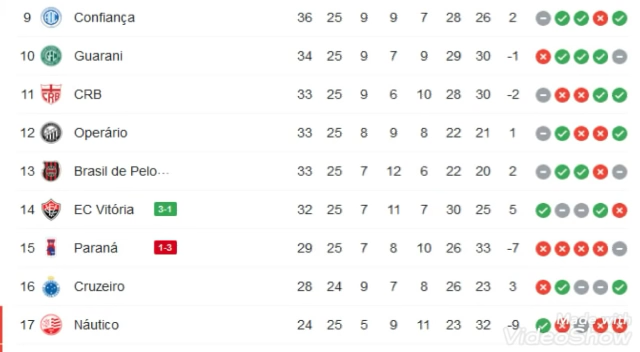 9 Confiança 36 25 9 9 7 28 26 2
10 Guarani 34 25 9 7 9 29 30 -1
11 CRB 33 25 9 6 10 28 30 -2
12 Operário 33 25 8 9 8 22 21 1
13 Brasil de Pelo... 33 25 7 12 6 22 20 2
14 EC Vitória 3-1 32 25 7 11 7 30 25 5
15 Paraná 1-3 29 25 7 8 10 26 33 -7
16 Cruzeiro 28 24 9 7 8 26 23 3
17 Náutico 24 25 5 9 11 23 32 -9
Made with
VideoShow